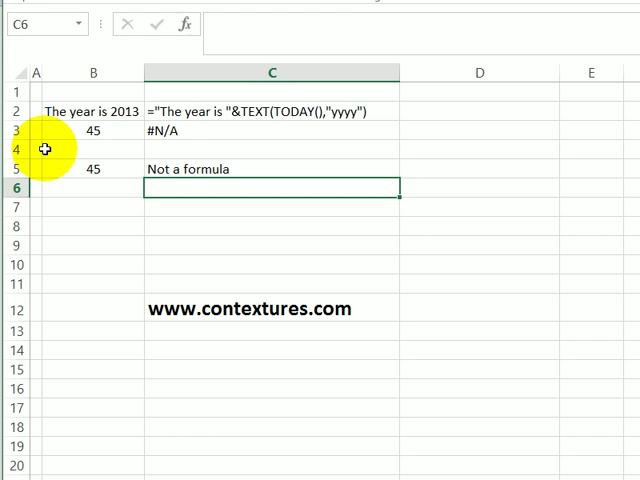 C6
fx
A B C D E
1
2 The year is 2013 ="The year is "&TEXT(TODAY(),"yyyy")
3 45 #N/A
4
5 45 Not a formula
6
7
8
9
10
11
12 www.contextures.com
13
14
15
16
17
18
19
20